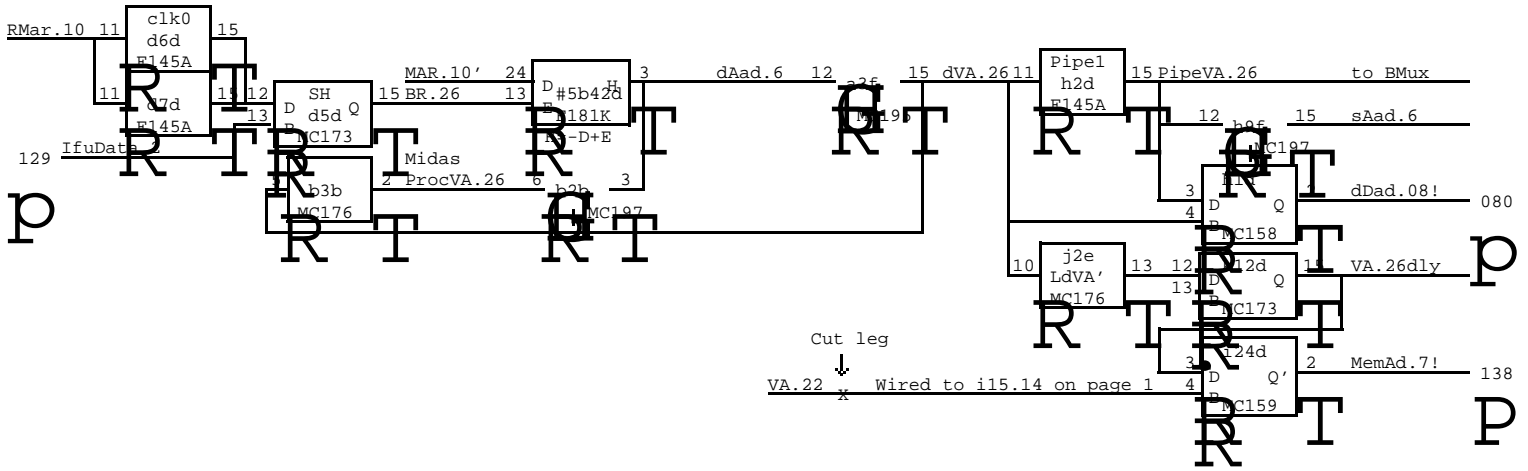 clk0
RMar.10 11 15
d6d
F145A
MAR.10' 24 3 dAad.6 12 15 dVA.26 11 Pipe1 15 PipeVA.26 to BMux
h2d
F145A
11 d7d 15 12 SH 15 BR.26 13 #5b42d
D d5d Q
D H
E F181K
13 B MC173
F145A
K=-D+E
12 h9f 15 sAad.6
MC197
129 IfuData.2
Midas
2 ProcVA.26 6 b2b 3
b3b
MC176
MC197
3 2 dDad.08! 080
D Q
4 B MC158
j2e
10 LdVA' 13 12 15 VA.26dly
MC176
13 D Q
B MC173
Cut leg
i24d
3 D Q' 2 MemAd.7! 138
VA.22 x Wired to i15.14 on page 1 4
B MC159
R T
p
P